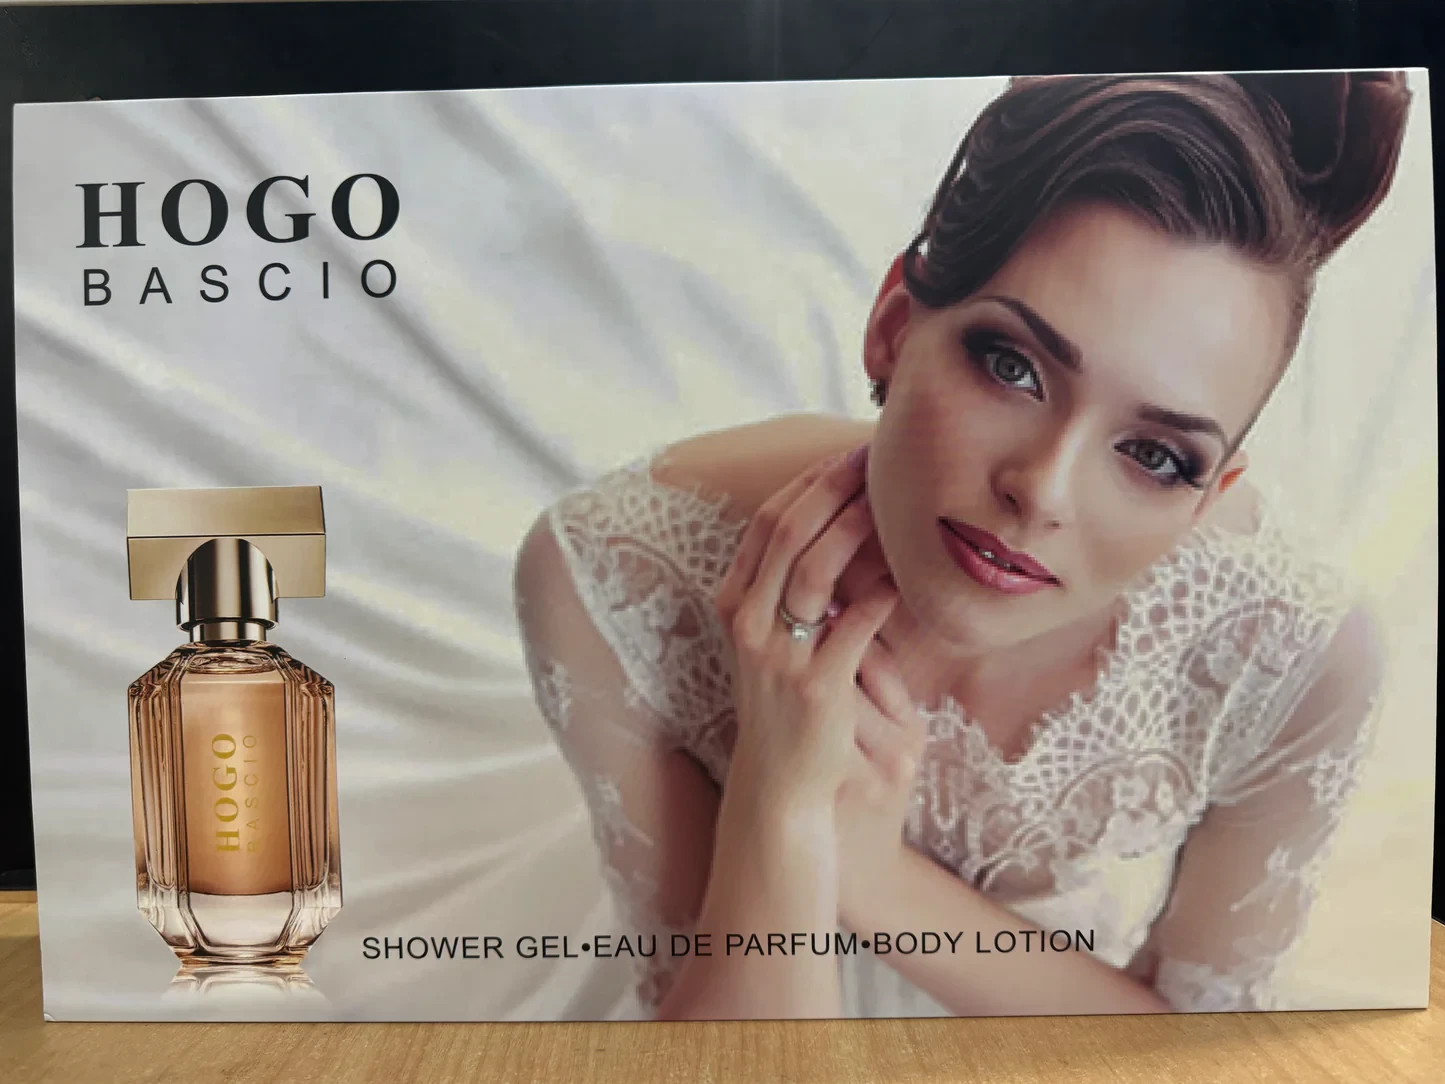 HOGO
BASCIO
HOGO
BASCIO
SHOWER GEL•EAU DE PARFUM•BODY LOTION